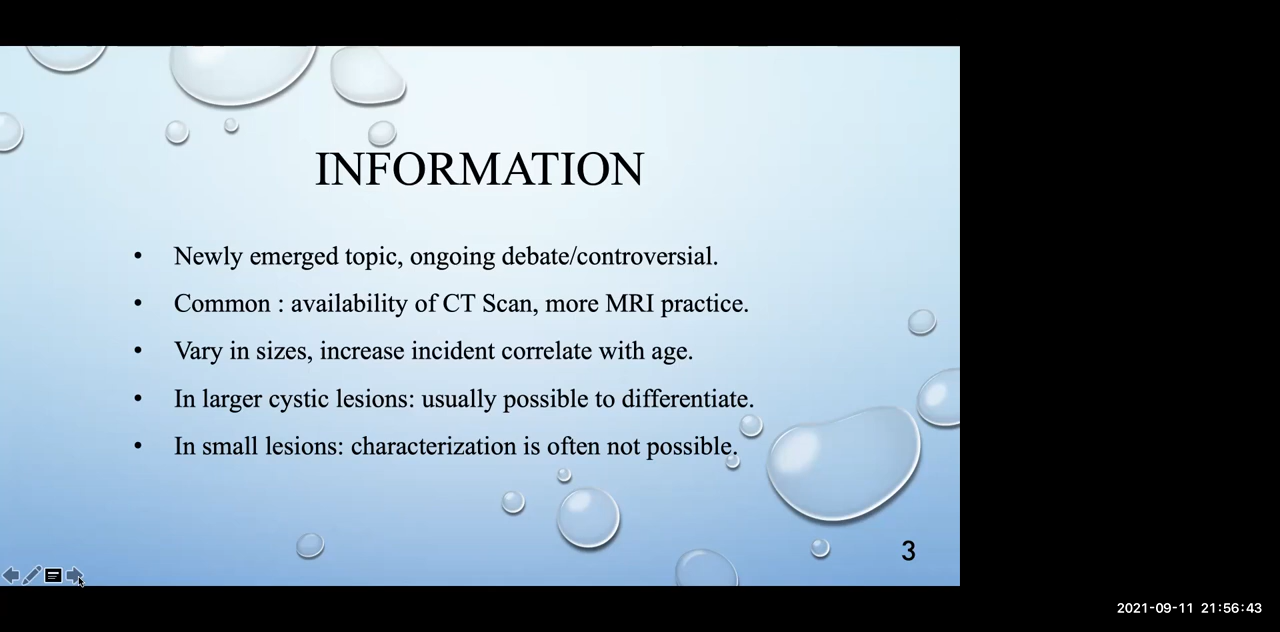 INFORMATION
• Newly emerged topic, ongoing debate/controversial.
• Common : availability of CT Scan, more MRI practice.
• Vary in sizes, increase incident correlate with age.
• In larger cystic lesions: usually possible to differentiate.
• In small lesions: characterization is often not possible.
3
2021-09-11 21:56:43